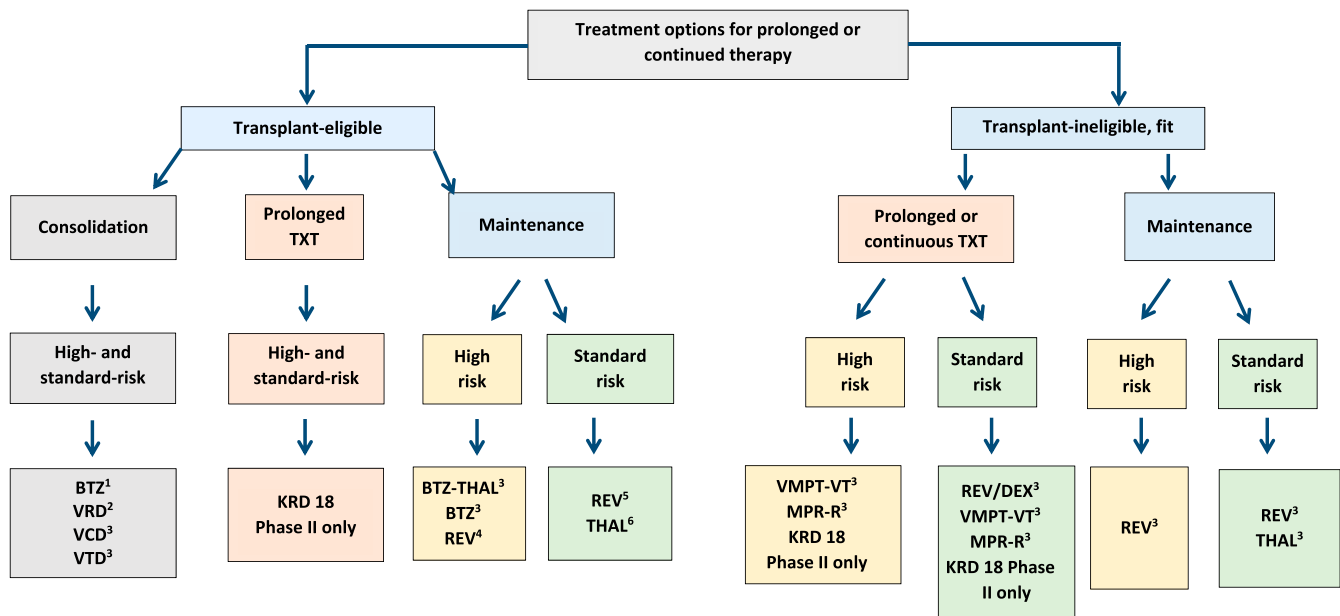 Treatment options for prolonged or
continued therapy
Transplant-eligible
Transplant-ineligible, fit
Consolidation
Prolonged
TXT
Maintenance
Prolonged or
continuous TXT
Maintenance
High- and
standard-risk
High- and
standard-risk
High
risk
Standard
risk
High
risk
Standard
risk
High
risk
Standard
risk
BTZ¹
VRD²
VCD³
VTD³
KRD 18
Phase II only
BTZ-THAL³
BTZ³
REV⁴
REV⁵
THAL⁶
VMPT-VT³
MPR-R³
KRD 18
Phase II only
REV/DEX³
VMPT-VT³
MPR-R³
KRD 18 Phase
II only
REV³
REV³
THAL³